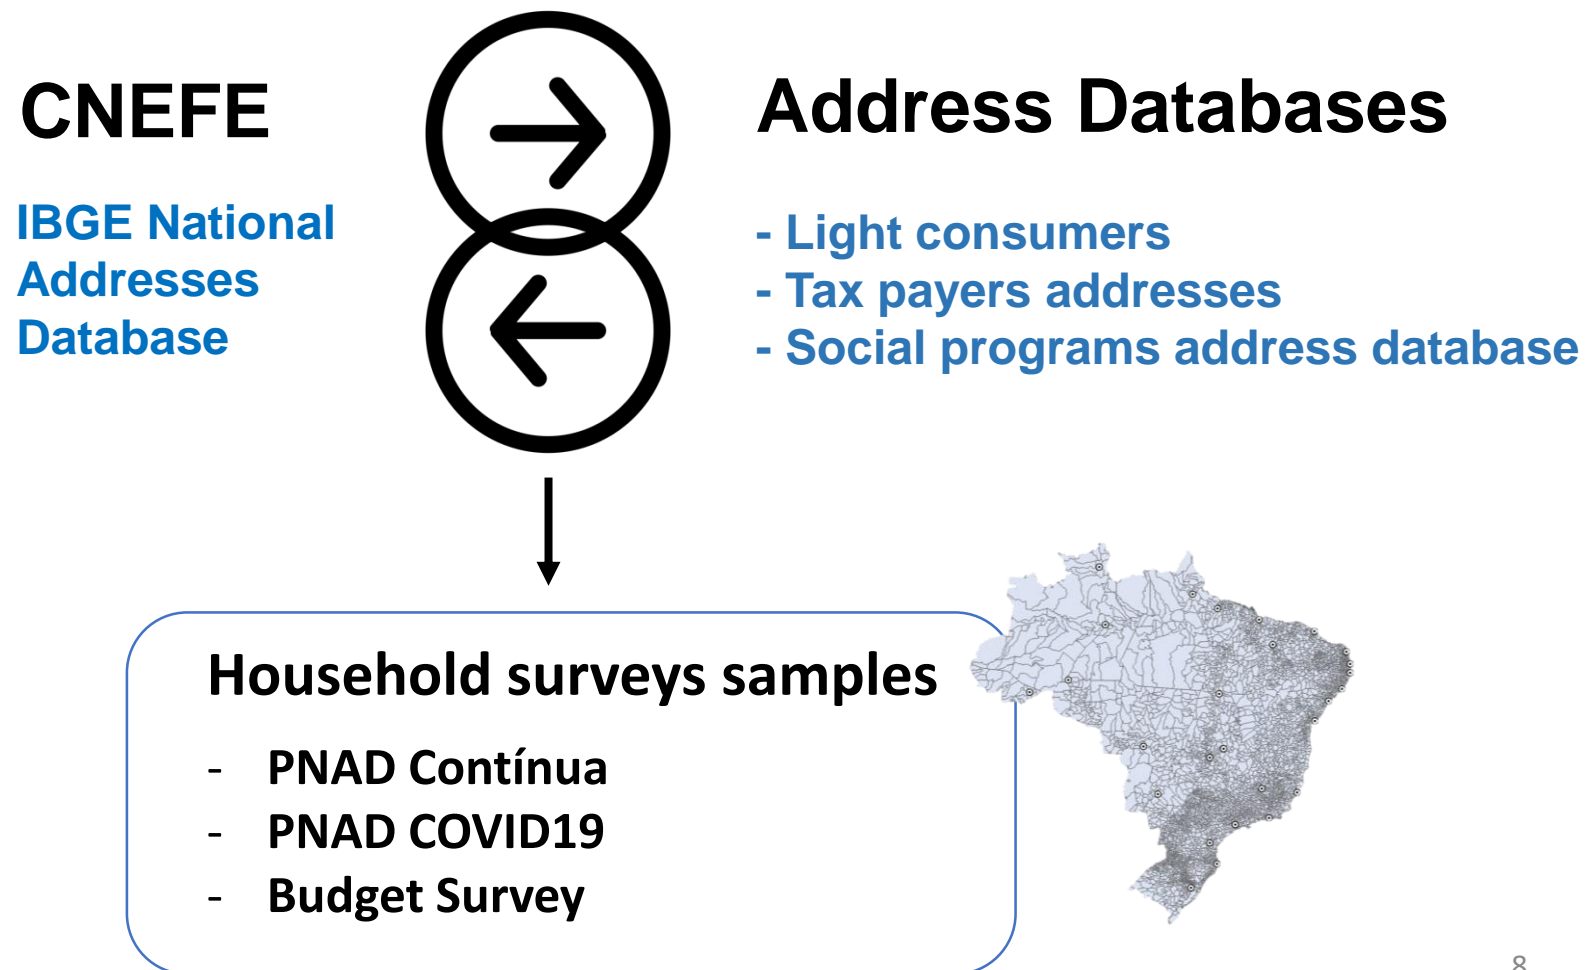 CNEFE
IBGE National
Addresses
Database
Address Databases
- Light consumers
- Tax payers addresses
- Social programs address database
Household surveys samples
- PNAD Contínua
- PNAD COVID19
- Budget Survey
8